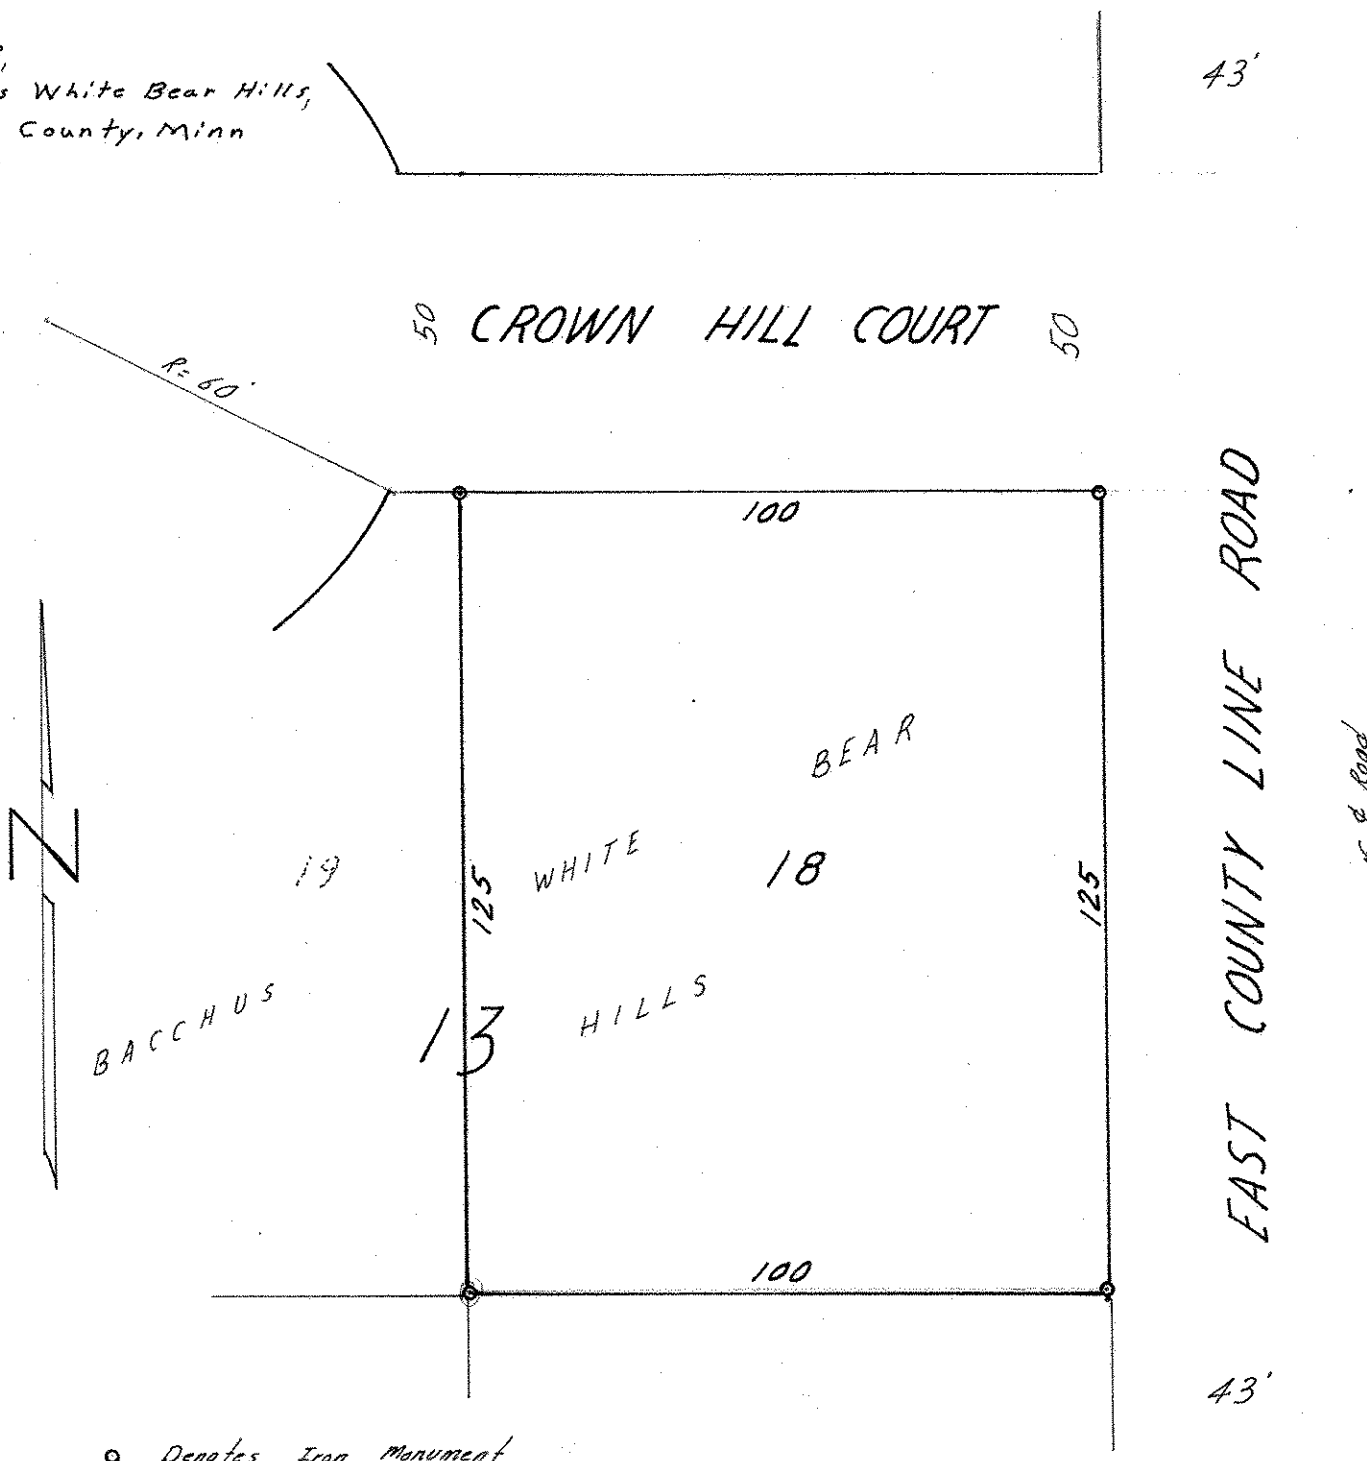 White Bear Hills,
County, Minn
43'
50 CROWN HILL COURT 50
R=60'
100
EAST COUNTY LINE ROAD
Road
BEAR
WHITE
18
19
125
125
N
HILLS
BACCHUS
13
100
43'
Denotes Iron Monument